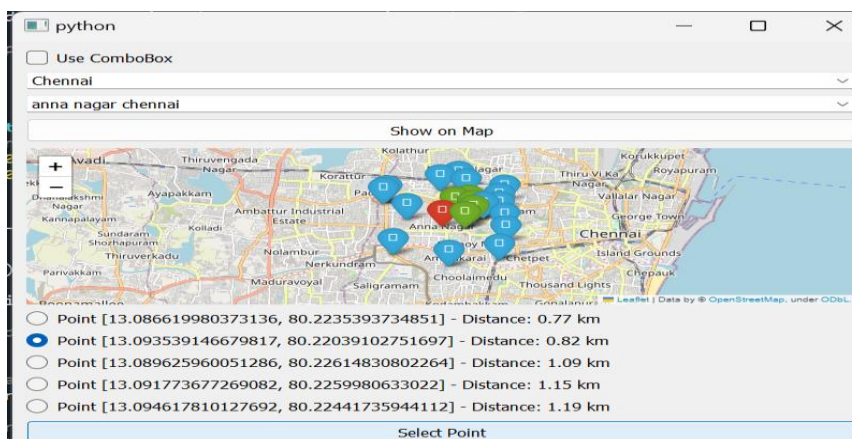 python
Use ComboBox
Chennai
anna nagar chennai
Show on Map
Kolathur
Avadi
Thiruvengada
Nagar
Korattur
Nagar
Thiru Vi Ka
Nagar
Korukkupet
Royapuram
+
−
Ayapakkam
Ambattur Industrial
Estate
Vallalar Nagar
George Town
Nagar
Kannapalayam
Kolladi
Anna Nagar
Chennai
Sundaram
Shozhapuram
Thiruverkadu
Nolambur
Nerkundram
Chetpet
Island Grounds
Parivakkam
Maduravoyal
Saligramam
Choolaimedu
Thousand Lights
Chepauk
Kodambakkam
Gopalapuram
Leaflet | Data by © OpenStreetMap, under ODbL.
Point [13.086619980373136, 80.2235393734851] - Distance: 0.77 km
Point [13.093539146679817, 80.22039102751697] - Distance: 0.82 km
Point [13.089625960051286, 80.22614830802264] - Distance: 1.09 km
Point [13.091773677269082, 80.2259980633022] - Distance: 1.15 km
Point [13.094617810127692, 80.22441735944112] - Distance: 1.19 km
Select Point